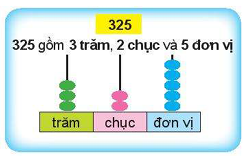 325
325 gồm 3 trăm, 2 chục và 5 đơn vị
trăm chục đơn vị